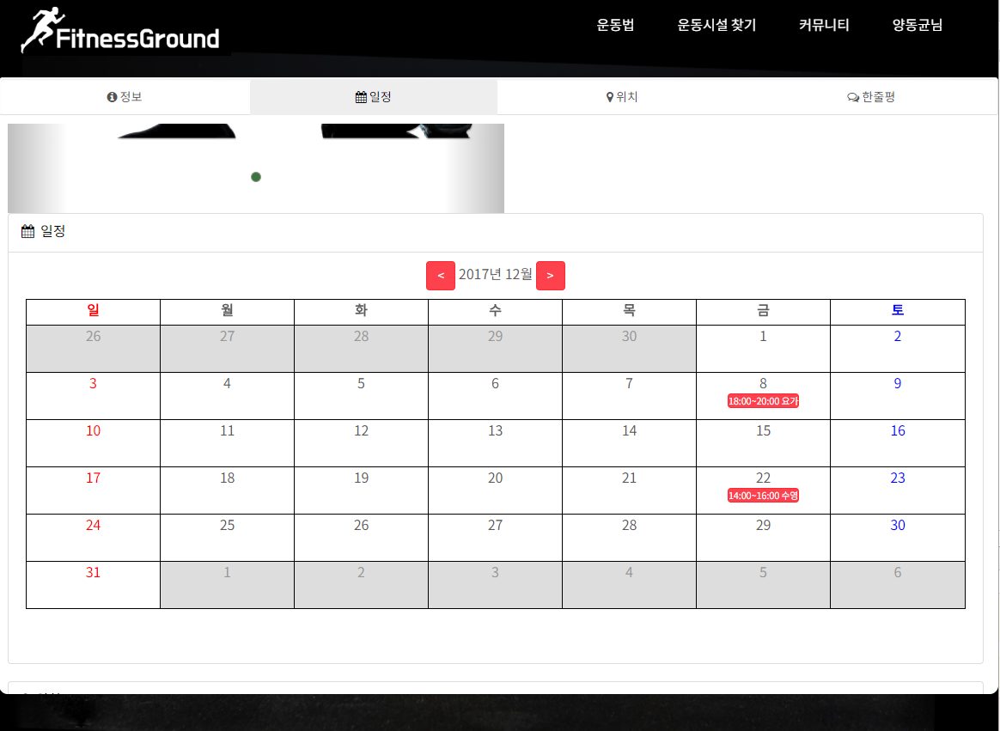 FitnessGround 운동법 운동시설 찾기 커뮤니티 양동균님
정보 일정 위치 한줄평
일정
< 2017년 12월 >
일 월 화 수 목 금 토
26 27 28 29 30 1 2
3 4 5 6 7 8 9
18:00~20:00 요가
10 11 12 13 14 15 16
17 18 19 20 21 22 23
14:00~16:00 수영
24 25 26 27 28 29 30
31 1 2 3 4 5 6